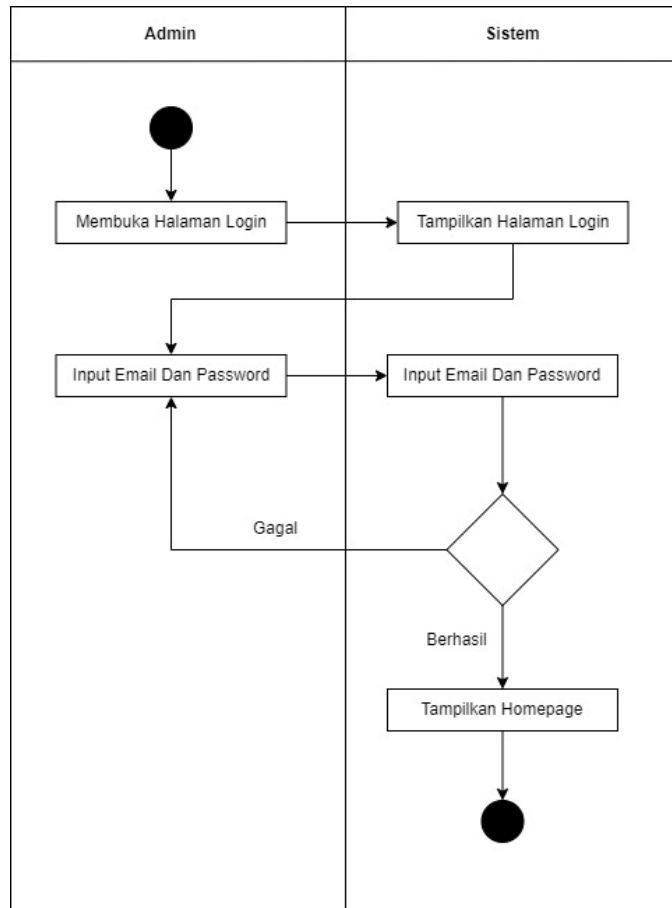 Admin
Sistem
Membuka Halaman Login
Tampilkan Halaman Login
Input Email Dan Password
Input Email Dan Password
Gagal
Berhasil
Tampilkan Homepage